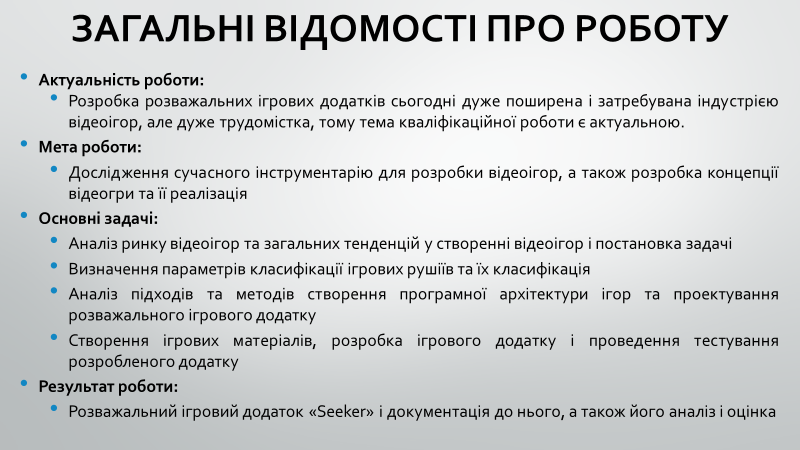 ЗАГАЛЬНІ ВІДОМОСТІ ПРО РОБОТУ
Актуальність роботи:
Розробка розважальних ігрових додатків сьогодні дуже поширена і затребувана індустрією
відеоігор, але дуже трудомістка, тому тема кваліфікаційної роботи є актуальною.
Мета роботи:
Дослідження сучасного інструментарію для розробки відеоігор, а також розробка концепції
відеогри та її реалізація
Основні задачі:
Аналіз ринку відеоігор та загальних тенденцій у створенні відеоігор і постановка задачі
Визначення параметрів класифікації ігрових рушіїв та їх класифікація
Аналіз підходів та методів створення програмної архітектури ігор та проектування
розважального ігрового додатку
Створення ігрових матеріалів, розробка ігрового додатку і проведення тестування
розробленого додатку
Результат роботи:
Розважальний ігровий додаток «Seeker» і документація до нього, а також його аналіз і оцінка